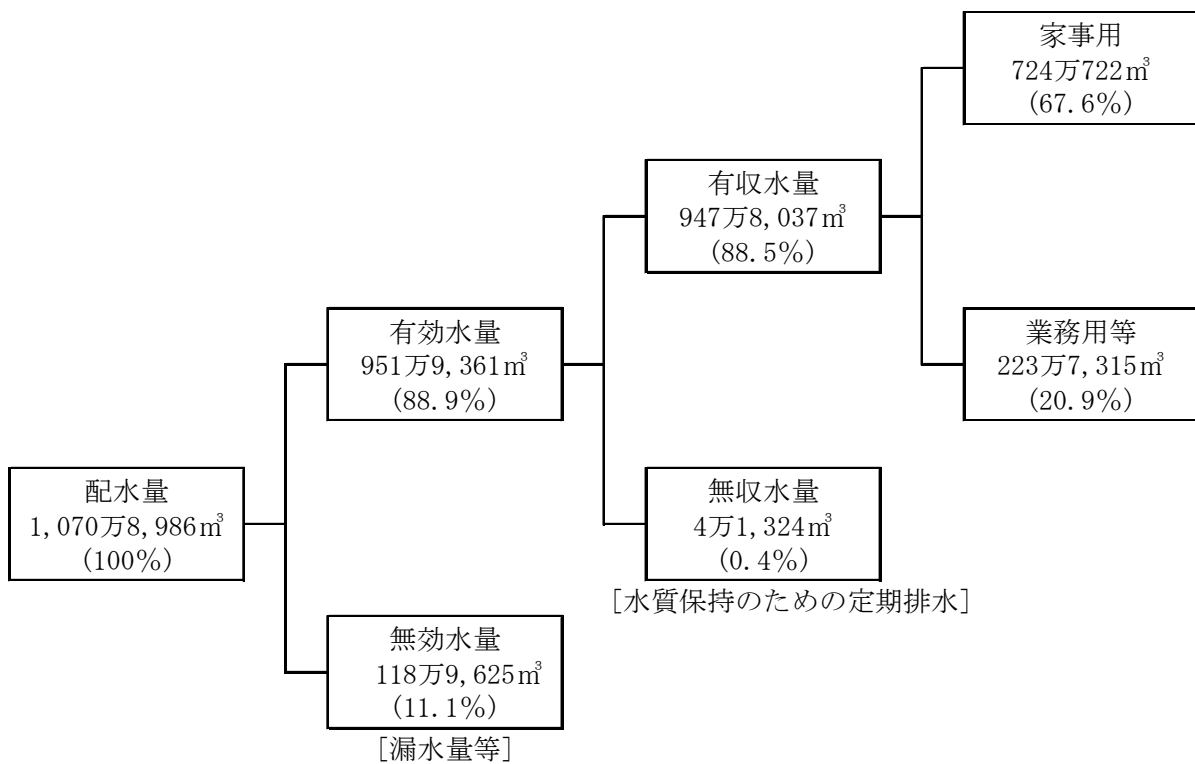 家事用
724万722㎥
(67.6%)
有収水量
947万8,037㎥
(88.5%)
有効水量
951万9,361㎥
(88.9%)
業務用等
223万7,315㎥
(20.9%)
配水量
1,070万8,986㎥
(100%)
無収水量
4万1,324㎥
(0.4%)
[水質保持のための定期排水]
無効水量
118万9,625㎥
(11.1%)
[漏水量等]